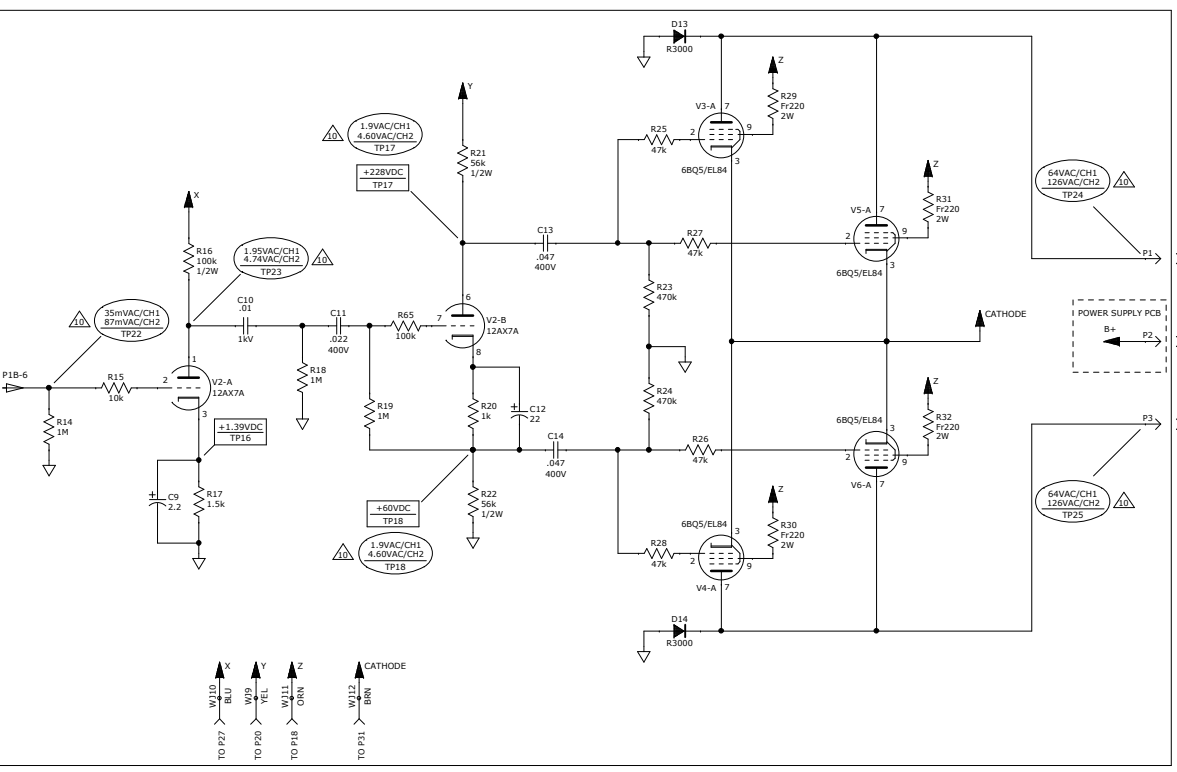 D13
R3000
Z
R29
Fr220
2W
V3-A
7
2
9
3
6BQ5/EL84
R25
47k
Y
10
1.9VAC/CH1
4.60VAC/CH2
TP17
R21
56k
1/2W
+228VDC
TP17
Z
R31
Fr220
2W
64VAC/CH1
126VAC/CH2
TP24
10
V5-A
7
2
9
3
6BQ5/EL84
X
R16
100k
1/2W
1.95VAC/CH1
4.74VAC/CH2
TP23
10
C13
.047
400V
R27
47k
P1
R23
470k
10
35mVAC/CH1
87mVAC/CH2
TP22
C10
.01
1kV
C11
.022
400V
R65
100k
6
7
8
V2-B
12AX7A
CATHODE
POWER SUPPLY PCB
B+
P2
P1B-6
R15
10k
1
2
3
V2-A
12AX7A
R18
1M
R14
1M
R19
1M
R20
1k
C12
22
+
R24
470k
Z
R32
Fr220
2W
6BQ5/EL84
3
2
9
V6-A
7
P3
+1.39VDC
TP16
C14
.047
400V
R26
47k
+
C9
2.2
R17
1.5k
+60VDC
TP18
R22
56k
1/2W
10
1.9VAC/CH1
4.60VAC/CH2
TP18
Z
R30
Fr220
2W
6BQ5/EL84
3
R28
47k
2
9
V4-A
7
64VAC/CH1
126VAC/CH2
TP25
10
D14
R3000
X
Y
Z
CATHODE
WJ10
BLU
WJ9
YEL
WJ11
ORN
WJ12
BRN
TO P27
TO P20
TO P18
TO P31